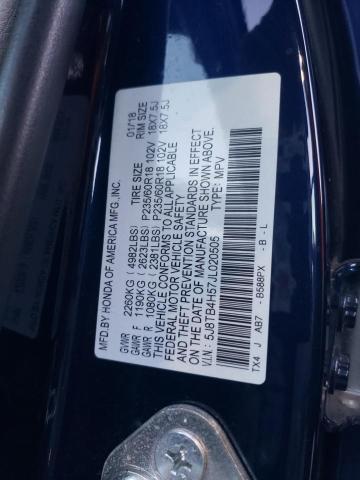 MFD. BY HONDA OF AMERICA MFG., INC. 01/18
TIRE SIZE RIM SIZE
GVWR 2260KG (4982LBS)
GAWR F 1190KG (2623LBS) P235/60R18 102V 18X7.5J
GAWR R 1080KG (2381LBS) P235/60R18 102V 18X7.5J
THIS VEHICLE CONFORMS TO ALL APPLICABLE
FEDERAL MOTOR VEHICLE SAFETY
AND THEFT PREVENTION STANDARDS IN EFFECT
ON THE DATE OF MANUFACTURE SHOWN ABOVE.
V.I.N.: 5J8TB4H57JL020905 TYPE: MPV
TX4 J AB7 -B588PX -B -L